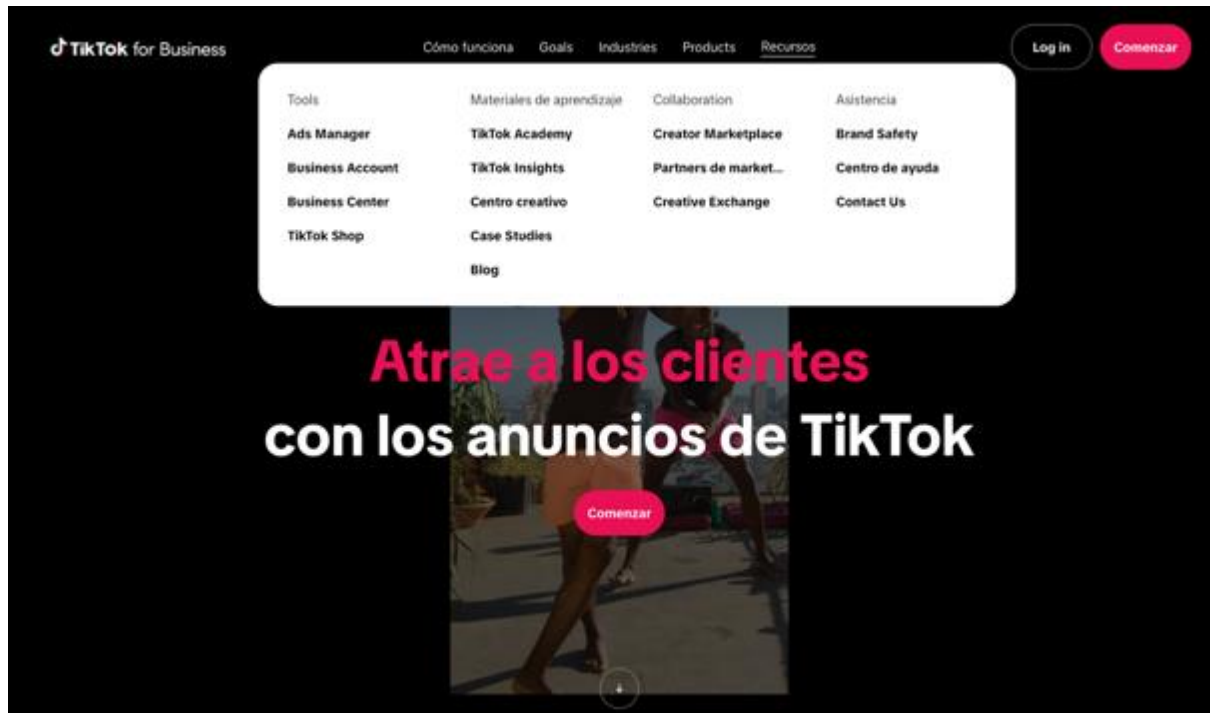 TikTok for Business
Cómo funciona Goals Industries Products Recursos
Log in
Comenzar
Tools
Ads Manager
Business Account
Business Center
TikTok Shop
Materiales de aprendizaje
TikTok Academy
TikTok Insights
Centro creativo
Case Studies
Blog
Collaboration
Creator Marketplace
Partners de market...
Creative Exchange
Asistencia
Brand Safety
Centro de ayuda
Contact Us
Atrae a los clientes
con los anuncios de TikTok
Comenzar